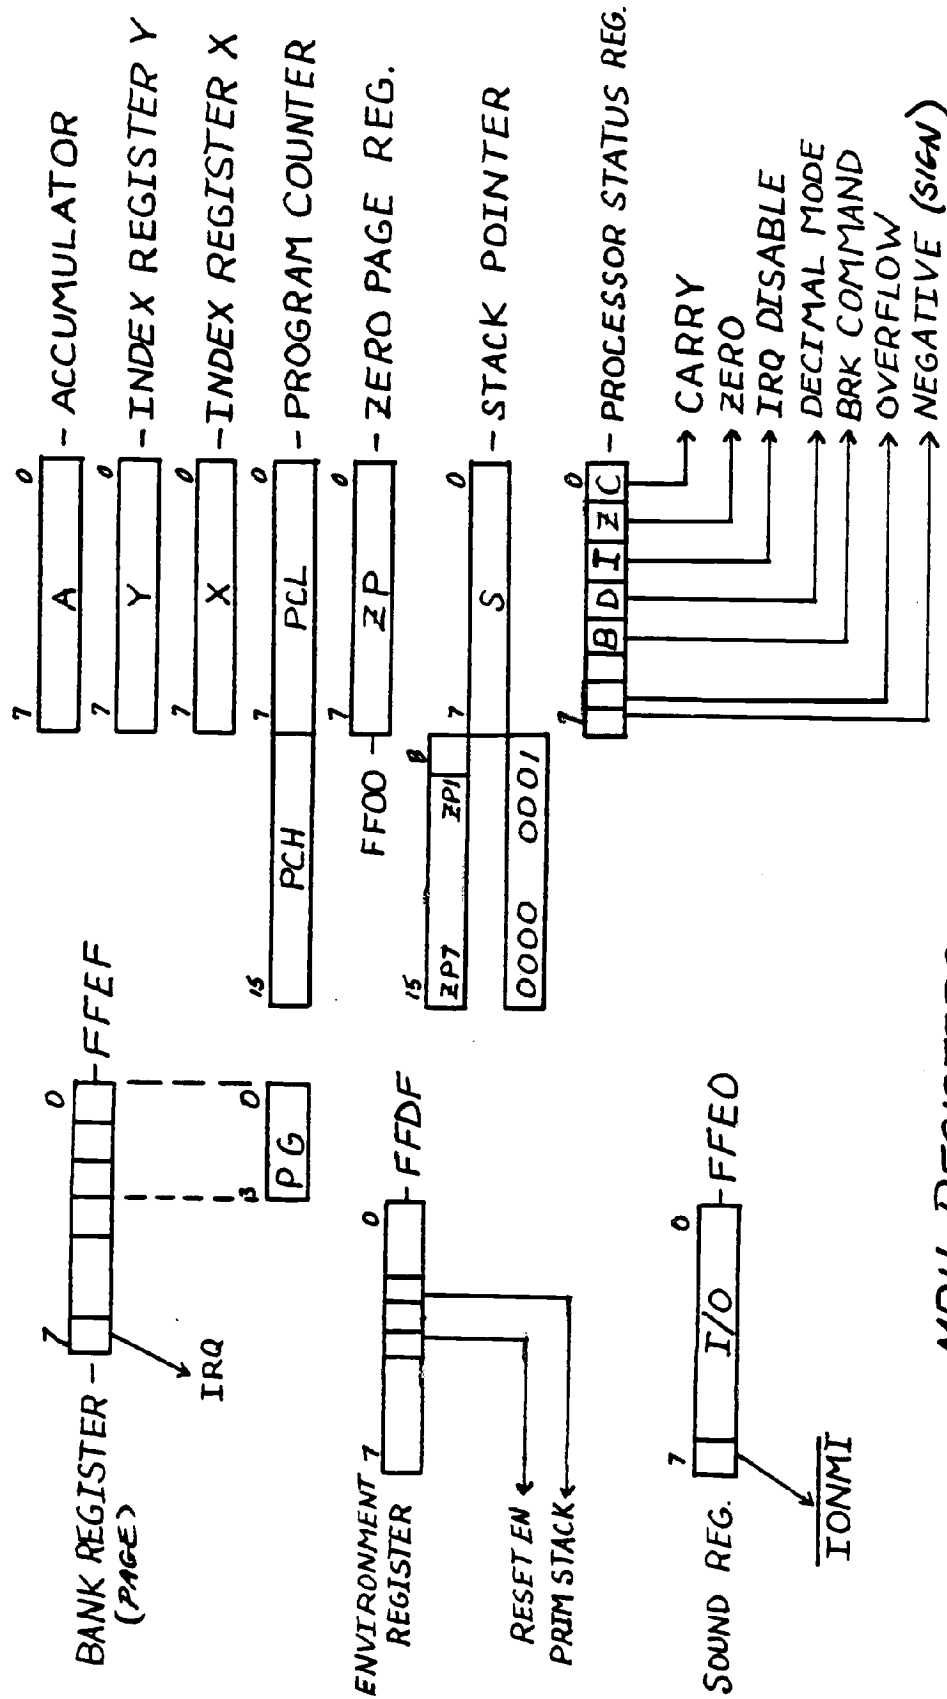 BANK REGISTER
(PAGE)
7 0
FFEF
IRQ
3 0
PG
ENVIRONMENT
REGISTER
7 0
FFDF
RESET EN
PRIM STACK
SOUND REG.
7 0
I/O
FFE0
IONMI
7 0
A - ACCUMULATOR
7 0
Y - INDEX REGISTER Y
7 0
X - INDEX REGISTER X
15 7 0
PCH PCL - PROGRAM COUNTER
7 0
FF00 - ZP - ZERO PAGE REG.
15 8
ZP7 ZP1
7 0
S - STACK POINTER
0000 0001
7 0
B D I Z C - PROCESSOR STATUS REG.
CARRY
ZERO
IRQ DISABLE
DECIMAL MODE
BRK COMMAND
OVERFLOW
NEGATIVE (SIGN)
MPU REGISTERS